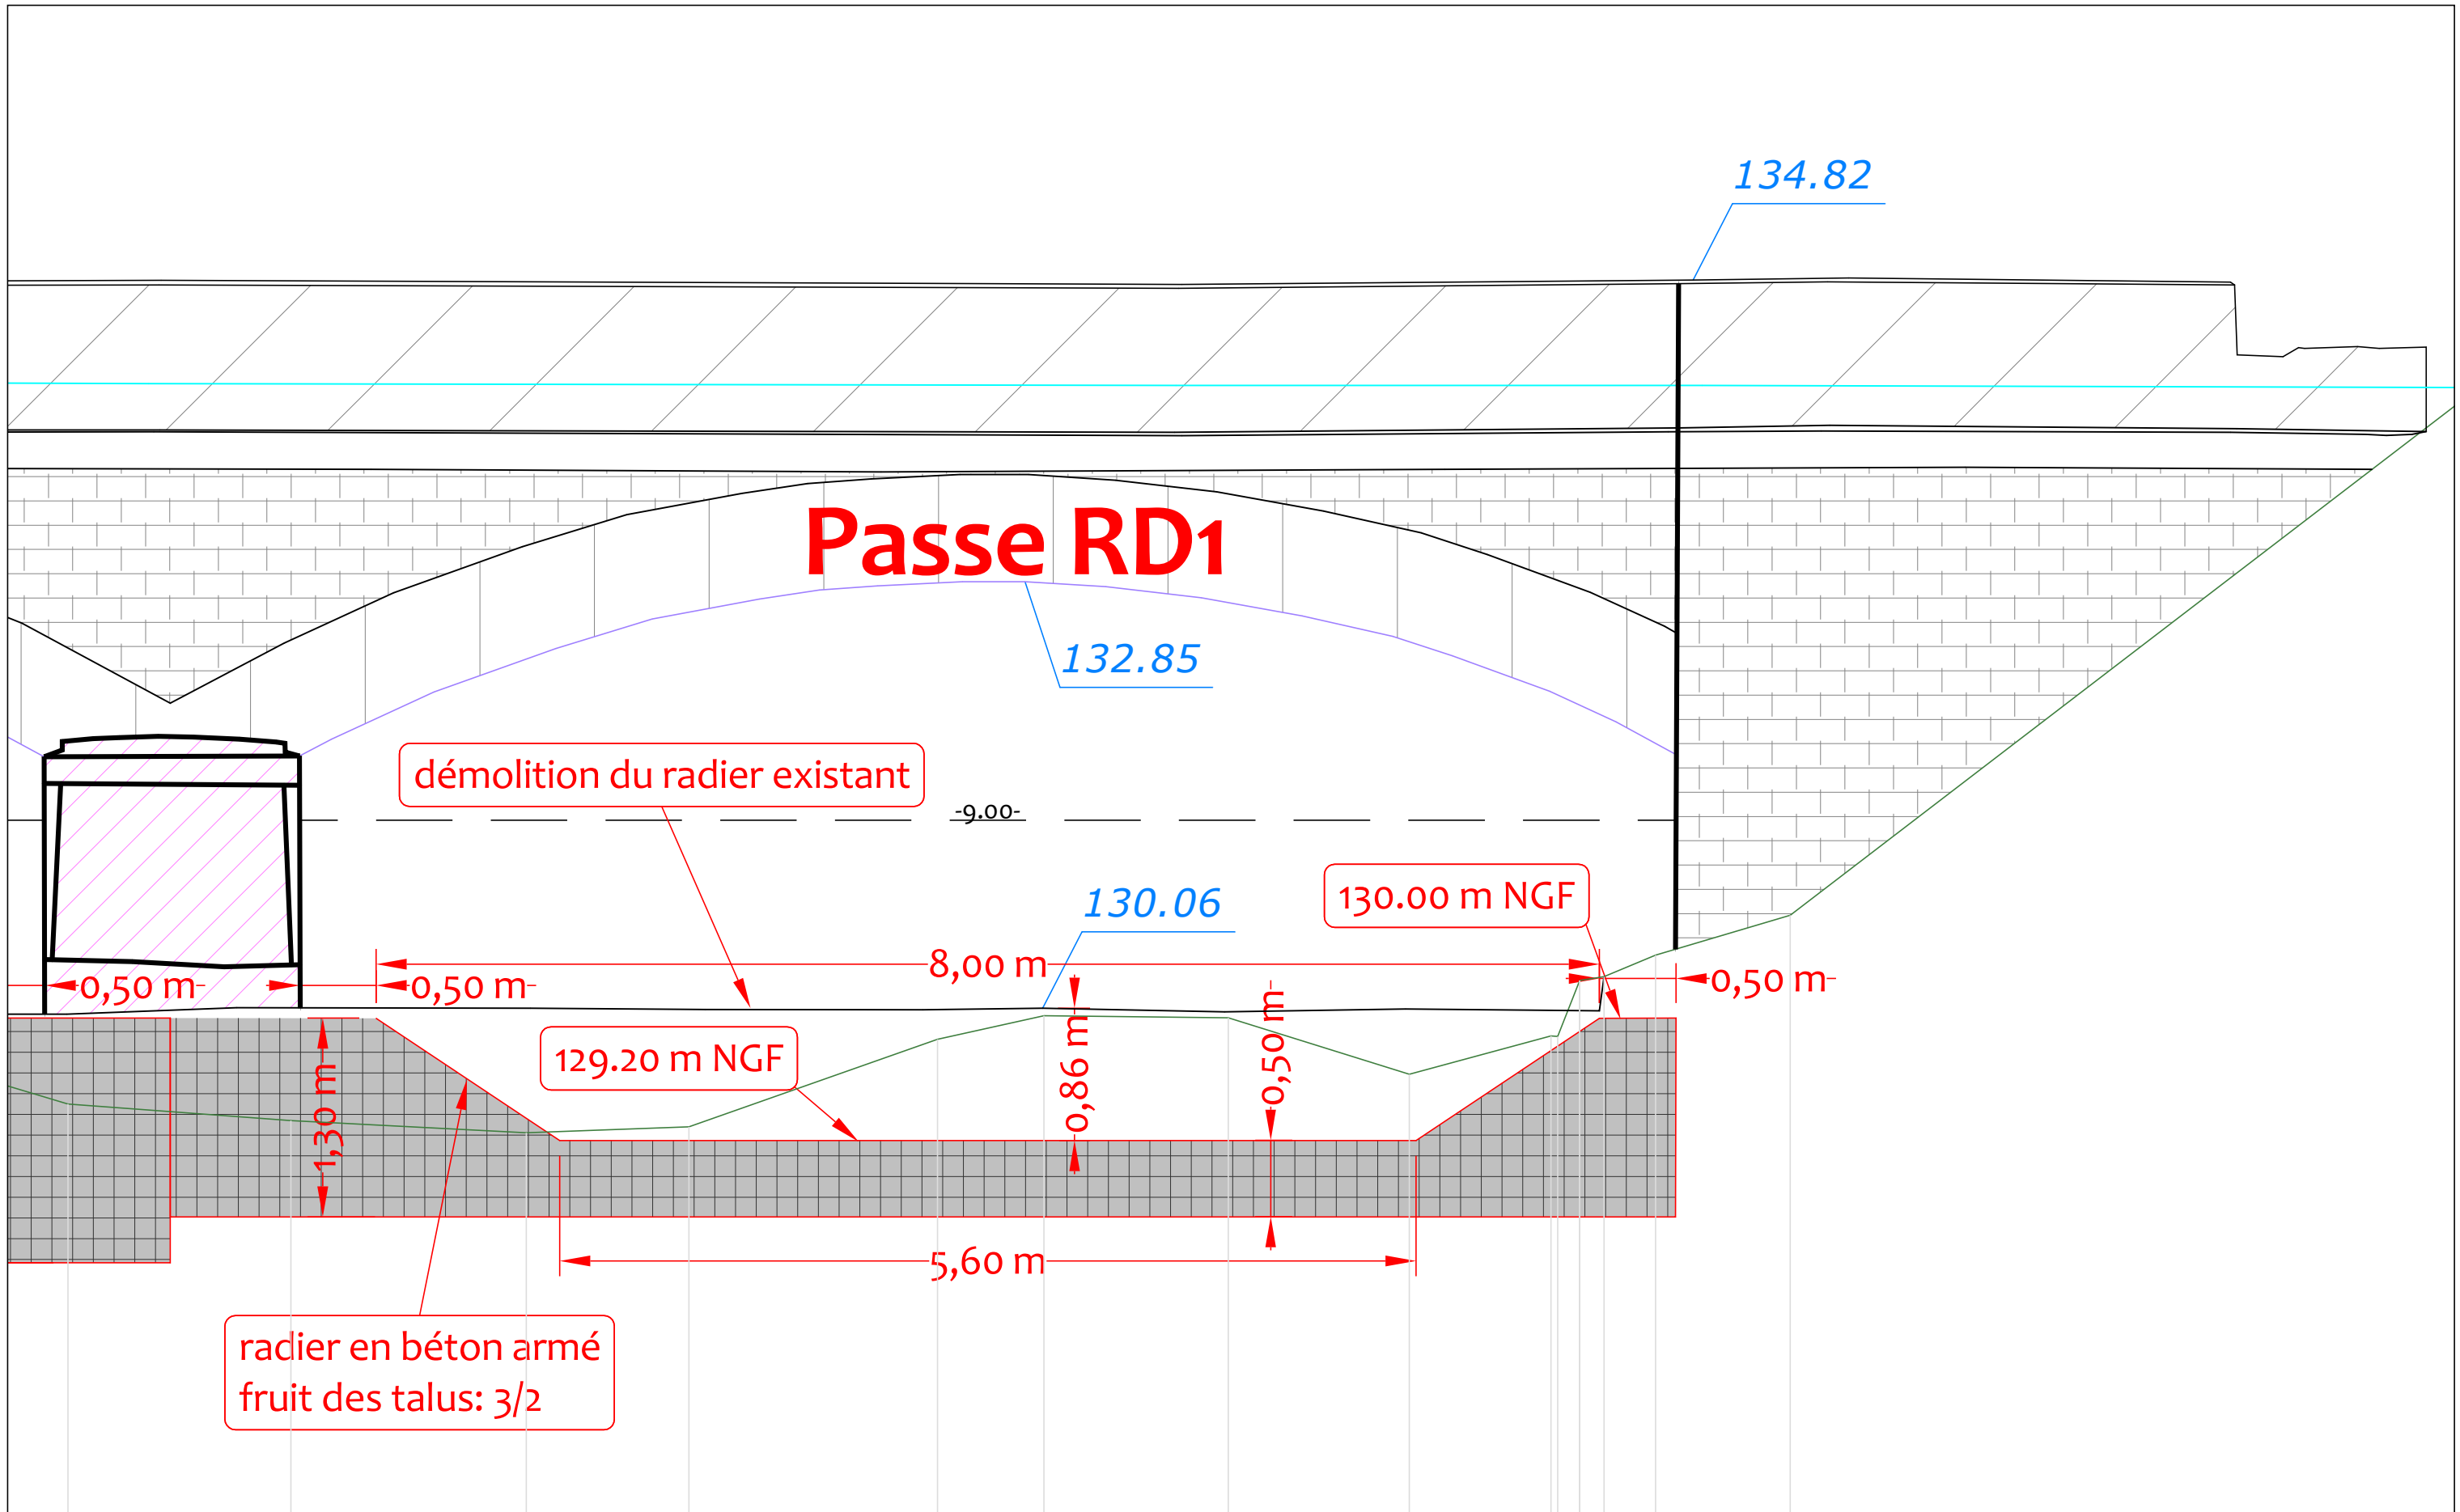 134.82
Passe RD1
132.85
démolition du radier existant
-9.00-
130.06
130.00 m NGF
8,00 m
0,50 m
0,50 m
0,50 m
129.20 m NGF
0,86 m
0,50 m
1,30 m
5,60 m
radier en béton armé
fruit des talus: 3/2